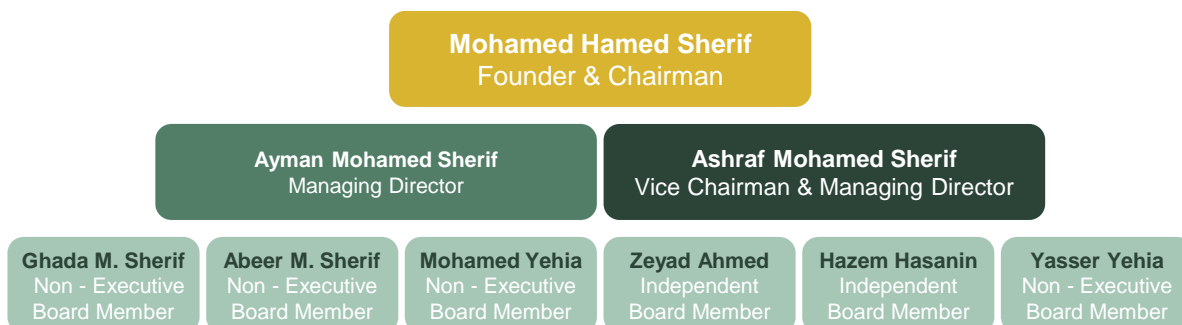 Mohamed Hamed Sherif
Founder & Chairman
Ayman Mohamed Sherif
Managing Director
Ashraf Mohamed Sherif
Vice Chairman & Managing Director
Ghada M. Sherif
Non - Executive
Board Member
Abeer M. Sherif
Non - Executive
Board Member
Mohamed Yehia
Non - Executive
Board Member
Zeyad Ahmed
Independent
Board Member
Hazem Hasanin
Independent
Board Member
Yasser Yehia
Non - Executive
Board Member